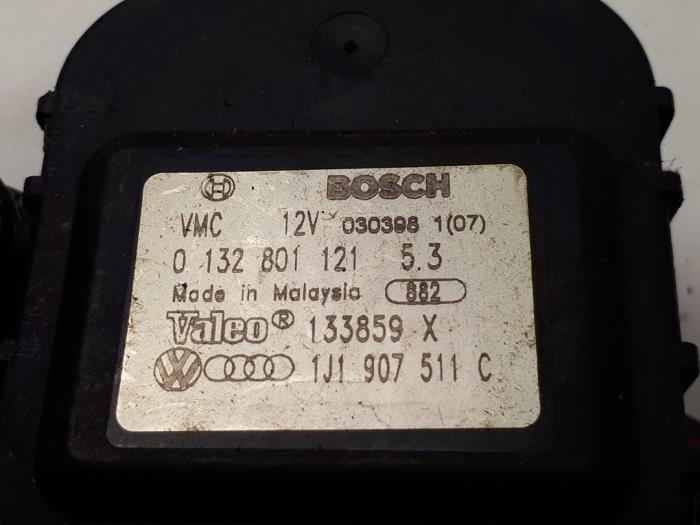 BOSCH
VMC 12V 030398 1(07)
0 132 801 121 5.3
Made in Malaysia 882
Valeo® 133859 X
1J1 907 511 C